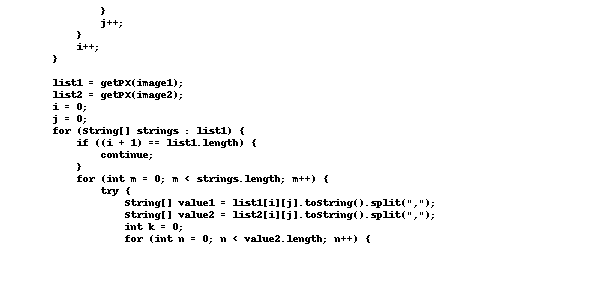 }
j++;
}
i++;
}
list1 = getPX(image1);
list2 = getPX(image2);
i = 0;
j = 0;
for (String[] strings : list1) {
if ((i + 1) == list1.length) {
continue;
}
for (int m = 0; m < strings.length; m++) {
try {
String[] value1 = list1[i][j].toString().split(",");
String[] value2 = list2[i][j].toString().split(",");
int k = 0;
for (int n = 0; n < value2.length; n++) {